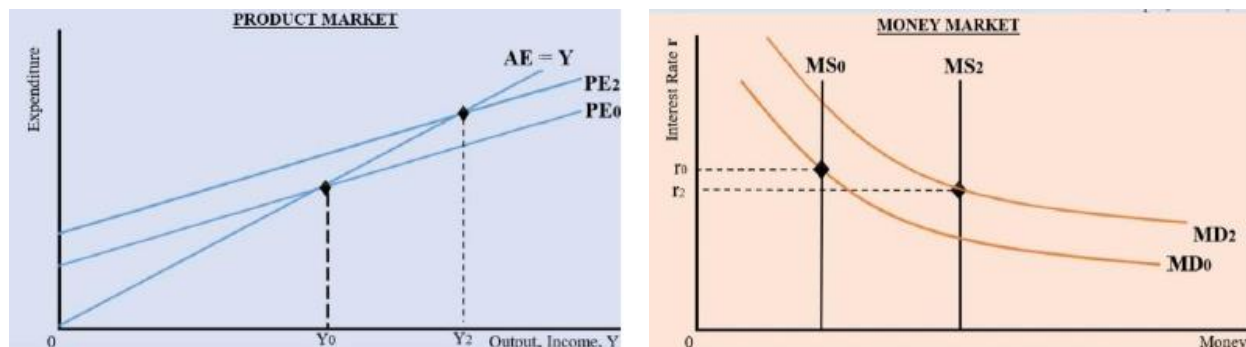 PRODUCT MARKET
Expenditure
AE = Y
PE2
PE0
0
Y0
Y2
Output, Income, Y
MONEY MARKET
Interest Rate r
MS0
MS2
r0
r2
MD2
MD0
0
Money